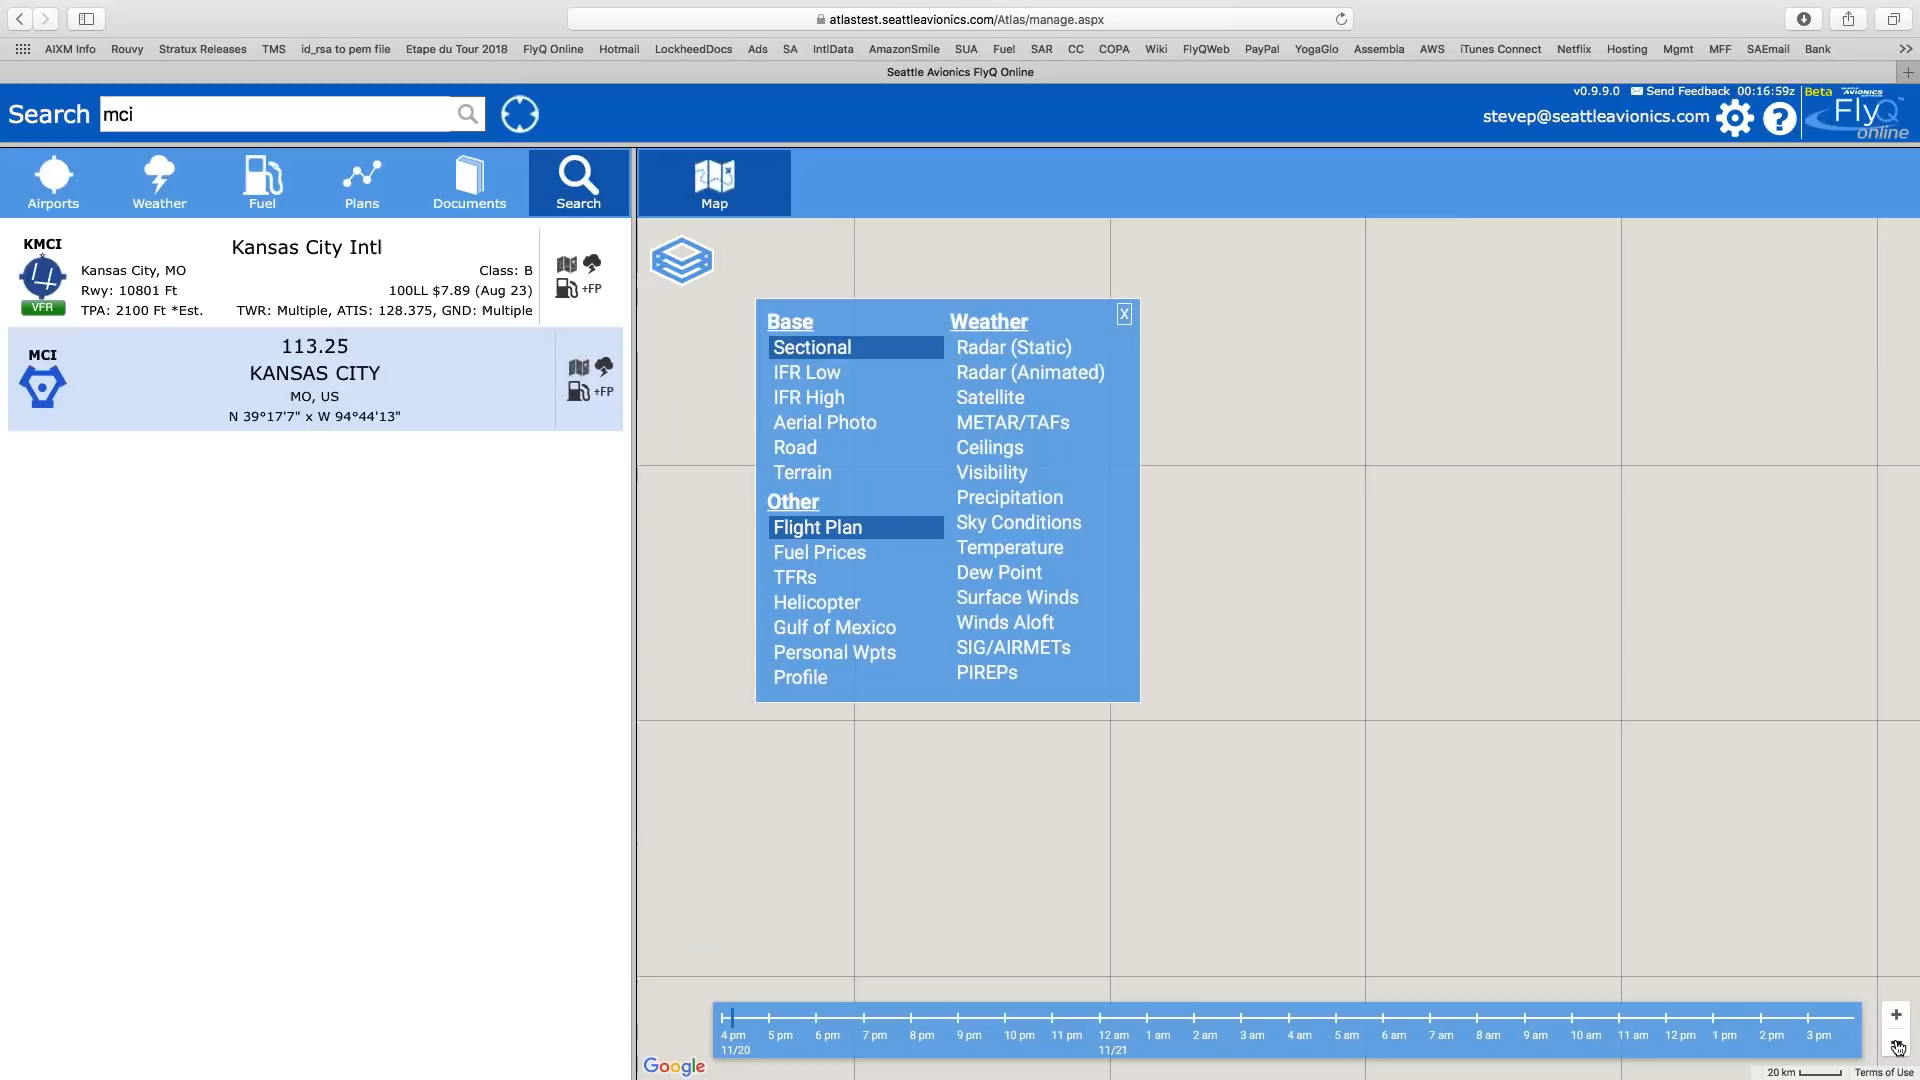 atlastest.seattleavionics.com/Atlas/manage.aspx
AIXM Info Rouvy Stratux Releases TMS id_rsa to pem file Etape du Tour 2018 FlyQ Online Hotmail LockheedDocs Ads SA IntlData AmazonSmile SUA Fuel SAR CC COPA Wiki FlyQWeb PayPal YogaGlo Assembla AWS iTunes Connect Netflix Hosting Mgmt MFF SAEmail Bank >>
Seattle Avionics FlyQ Online
v0.9.9.0 Send Feedback 00:16:59z Beta
Search mci
stevep@seattleavionics.com ? FlyQ online
Airports Weather Fuel Plans Documents Search Map
KMCI Kansas City Intl
Kansas City, MO Class: B
Rwy: 10801 Ft 100LL $7.89 (Aug 23) +FP
VFR TPA: 2100 Ft *Est. TWR: Multiple, ATIS: 128.375, GND: Multiple
MCI 113.25
KANSAS CITY
MO, US +FP
N 39°17'7" x W 94°44'13"
X
Base
Sectional
IFR Low
IFR High
Aerial Photo
Road
Terrain
Other
Flight Plan
Fuel Prices
TFRs
Helicopter
Gulf of Mexico
Personal Wpts
Profile
Weather
Radar (Static)
Radar (Animated)
Satellite
METAR/TAFs
Ceilings
Visibility
Precipitation
Sky Conditions
Temperature
Dew Point
Surface Winds
Winds Aloft
SIG/AIRMETs
PIREPs
4 pm 5 pm 6 pm 7 pm 8 pm 9 pm 10 pm 11 pm 12 am 1 am 2 am 3 am 4 am 5 am 6 am 7 am 8 am 9 am 10 am 11 am 12 pm 1 pm 2 pm 3 pm
11/20 11/21
Google
20 km Terms of Use